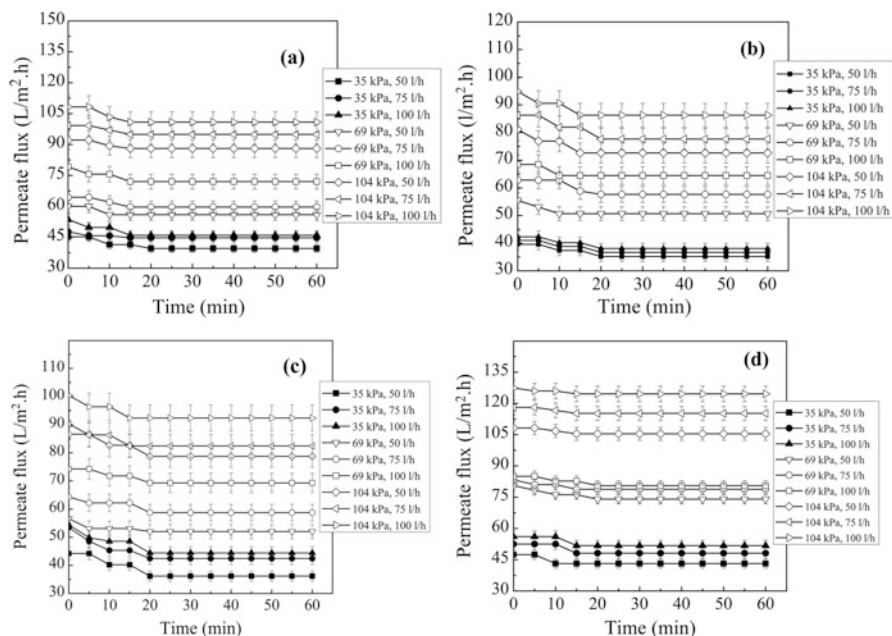 (a)
Permeate flux (L/m².h)
150
135
120
105
90
75
60
45
30
0 10 20 30 40 50 60
Time (min)
35 kPa, 50 l/h
35 kPa, 75 l/h
35 kPa, 100 l/h
69 kPa, 50 l/h
69 kPa, 75 l/h
69 kPa, 100 l/h
104 kPa, 50 l/h
104 kPa, 75 l/h
104 kPa, 100 l/h
(b)
Permeate flux (l/m².h)
120
110
100
90
80
70
60
50
40
30
0 10 20 30 40 50 60
Time (min)
35 kPa, 50 l/h
35 kPa, 75 l/h
35 kPa, 100 l/h
69 kPa, 50 l/h
69 kPa, 75 l/h
69 kPa, 100 l/h
104 kPa, 50 l/h
104 kPa, 75 l/h
104 kPa, 100 l/h
(c)
Permeate flux (L/m².h)
110
100
90
80
70
60
50
40
30
0 10 20 30 40 50 60
Time (min)
35 kPa, 50 l/h
35 kPa, 75 l/h
35 kPa, 100 l/h
69 kPa, 50 l/h
69 kPa, 75 l/h
69 kPa, 100 l/h
104 kPa, 50 l/h
104 kPa, 75 l/h
104 kPa, 100 l/h
(d)
Permeate flux (L/m².h)
135
120
105
90
75
60
45
30
0 10 20 30 40 50 60
Time (min)
35 kPa, 50 l/h
35 kPa, 75 l/h
35 kPa, 100 l/h
69 kPa, 50 l/h
69 kPa, 75 l/h
69 kPa, 100 l/h
104 kPa, 50 l/h
104 kPa, 75 l/h
104 kPa, 100 l/h